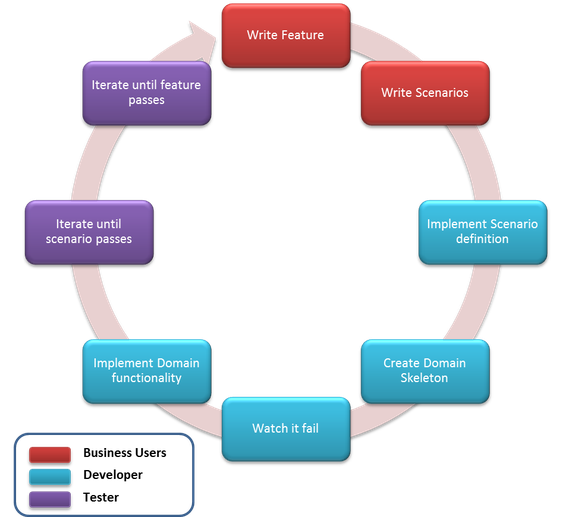 Write Feature
Write Scenarios
Implement Scenario
definition
Create Domain
Skeleton
Watch it fail
Implement Domain
functionality
Iterate until
scenario passes
Iterate until feature
passes
Business Users
Developer
Tester